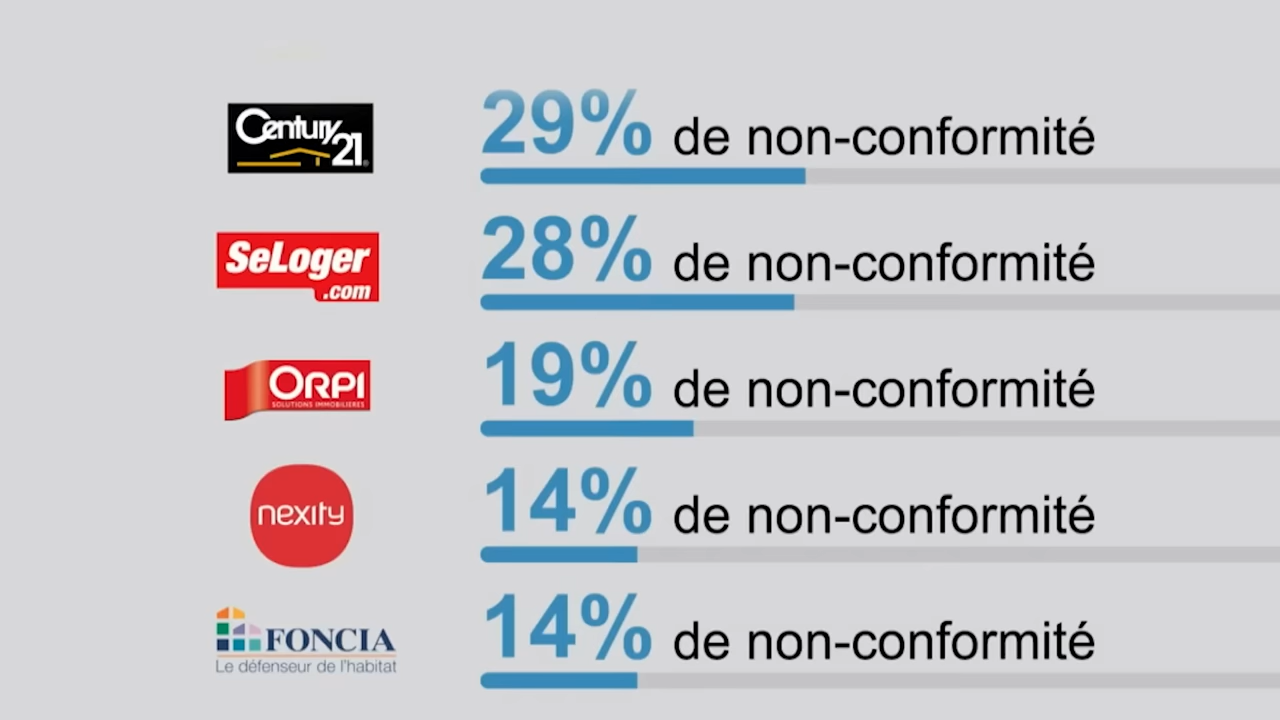 Century 21
29% de non-conformité
SeLoger
.com
28% de non-conformité
ORPI
SOLUTIONS IMMOBILIÈRES
19% de non-conformité
nexity
14% de non-conformité
FONCIA
Le défenseur de l'habitat
14% de non-conformité